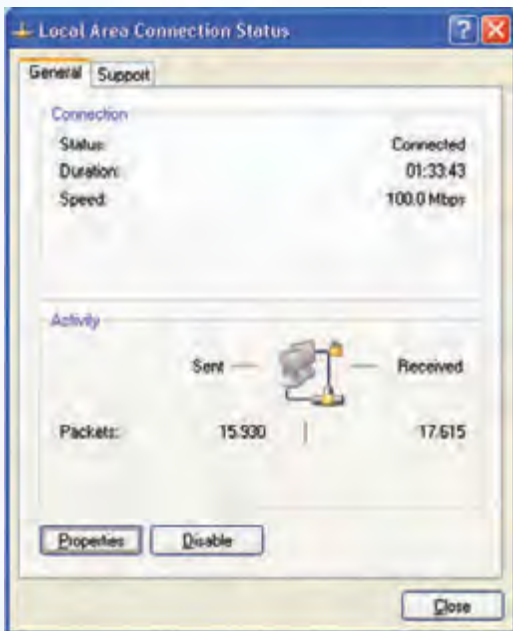 Local Area Connection Status
General Support
Connection
Status: Connected
Duration: 01:33:43
Speed: 100.0 Mbps
Activity
Sent Received
Packets: 15.930 17.615
Properties Disable
Close